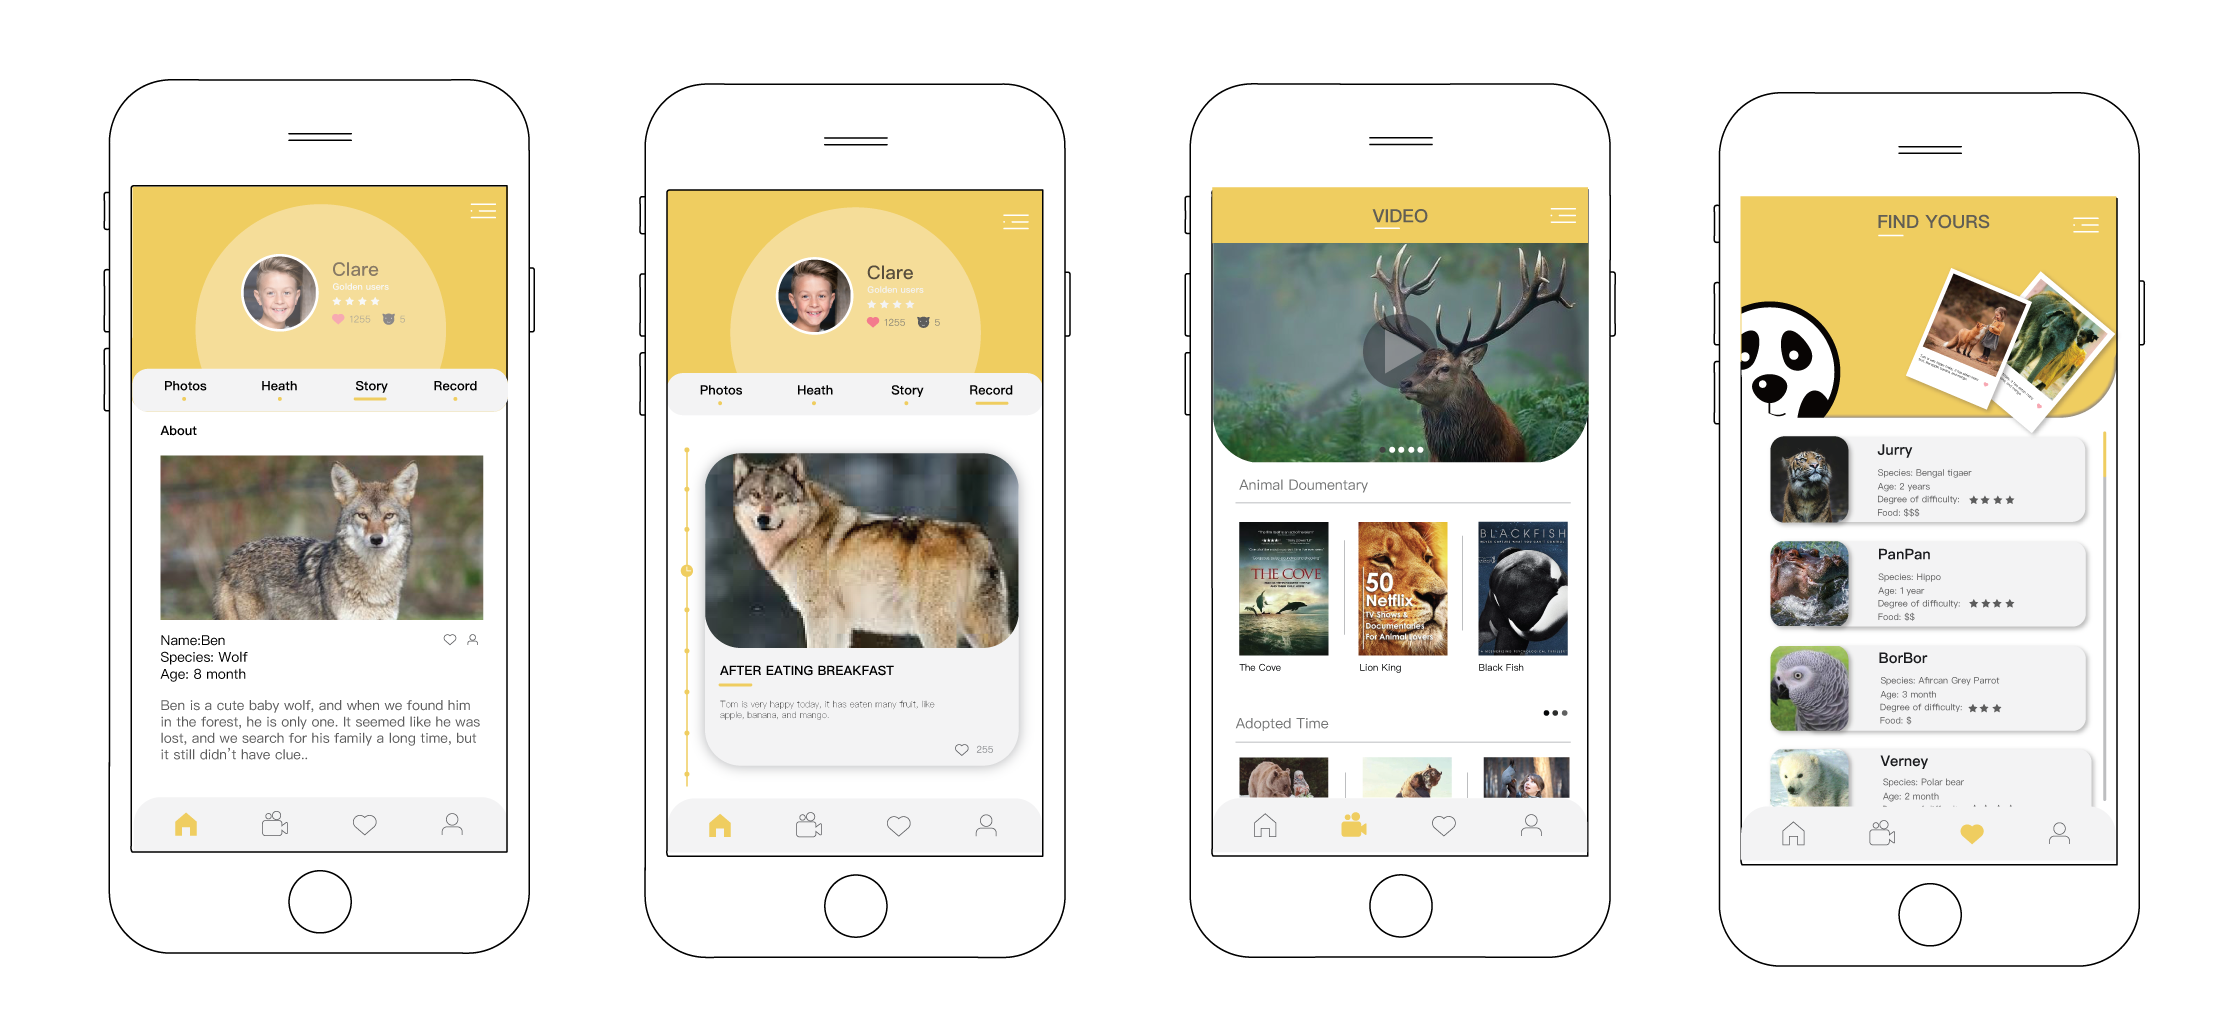 Clare
Golden users
1255 5
Photos Heath Story Record
About
Name:Ben
Species: Wolf
Age: 8 month
Ben is a cute baby wolf, and when we found him
in the forest, he is only one. It seemed like he was
lost, and we search for his family a long time, but
it still didn't have clue..
Clare
Golden users
1255 5
Photos Heath Story Record
AFTER EATING BREAKFAST
Tom is very happy today, it has eaten many fruit, like
apple, banana, and mango.
255
VIDEO
Animal Doumentary
THE COVE
50
Netflix
TV Shows &
Documentaries
For Animal Lovers
BLACKFISH
The Cove Lion King Black Fish
Adopted Time
FIND YOURS
Jurry
Species: Bengal tigaer
Age: 2 years
Degree of difficulty:
Food: $$$
PanPan
Species: Hippo
Age: 1 year
Degree of difficulty:
Food: $$
BorBor
Species: Afircan Grey Parrot
Age: 3 month
Degree of difficulty:
Food: $
Verney
Species: Polar bear
Age: 2 month